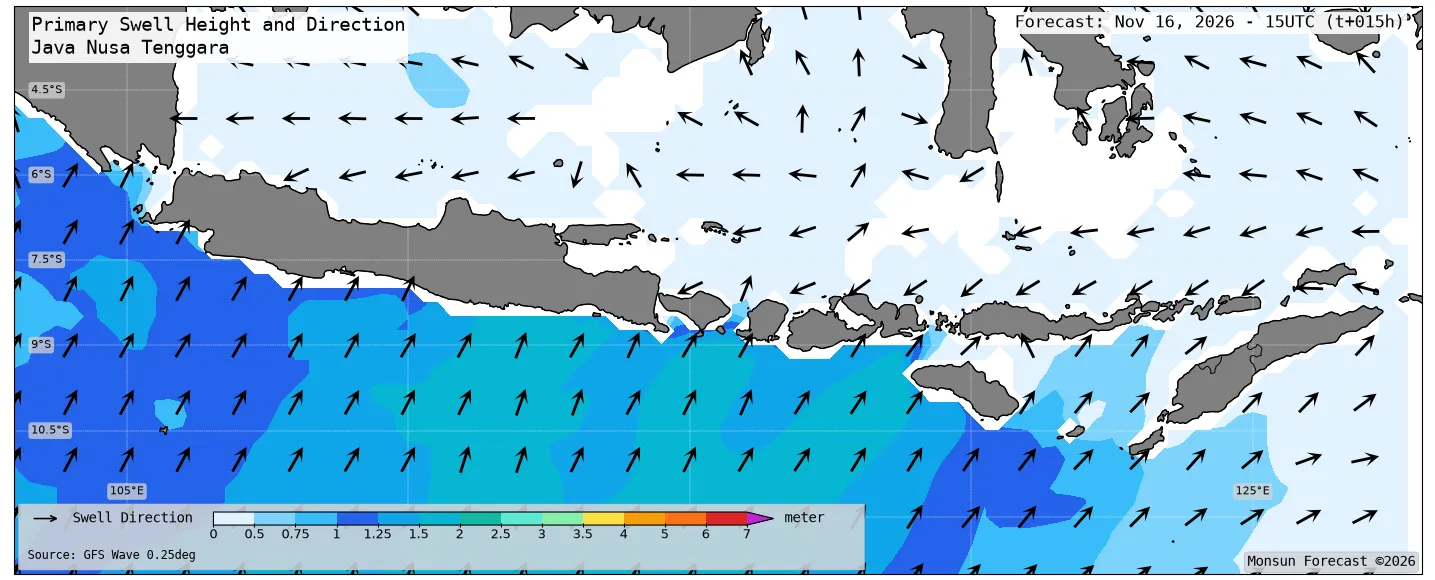 Primary Swell Height and Direction
Java Nusa Tenggara
Forecast: Nov 16, 2026 - 15UTC (t+015h)
4.5°S
6°S
7.5°S
9°S
10.5°S
105°E
125°E
Swell Direction
0 0.5 0.75 1 1.25 1.5 2 2.5 3 3.5 4 5 6 7
meter
Source: GFS Wave 0.25deg
Monsun Forecast ©2026